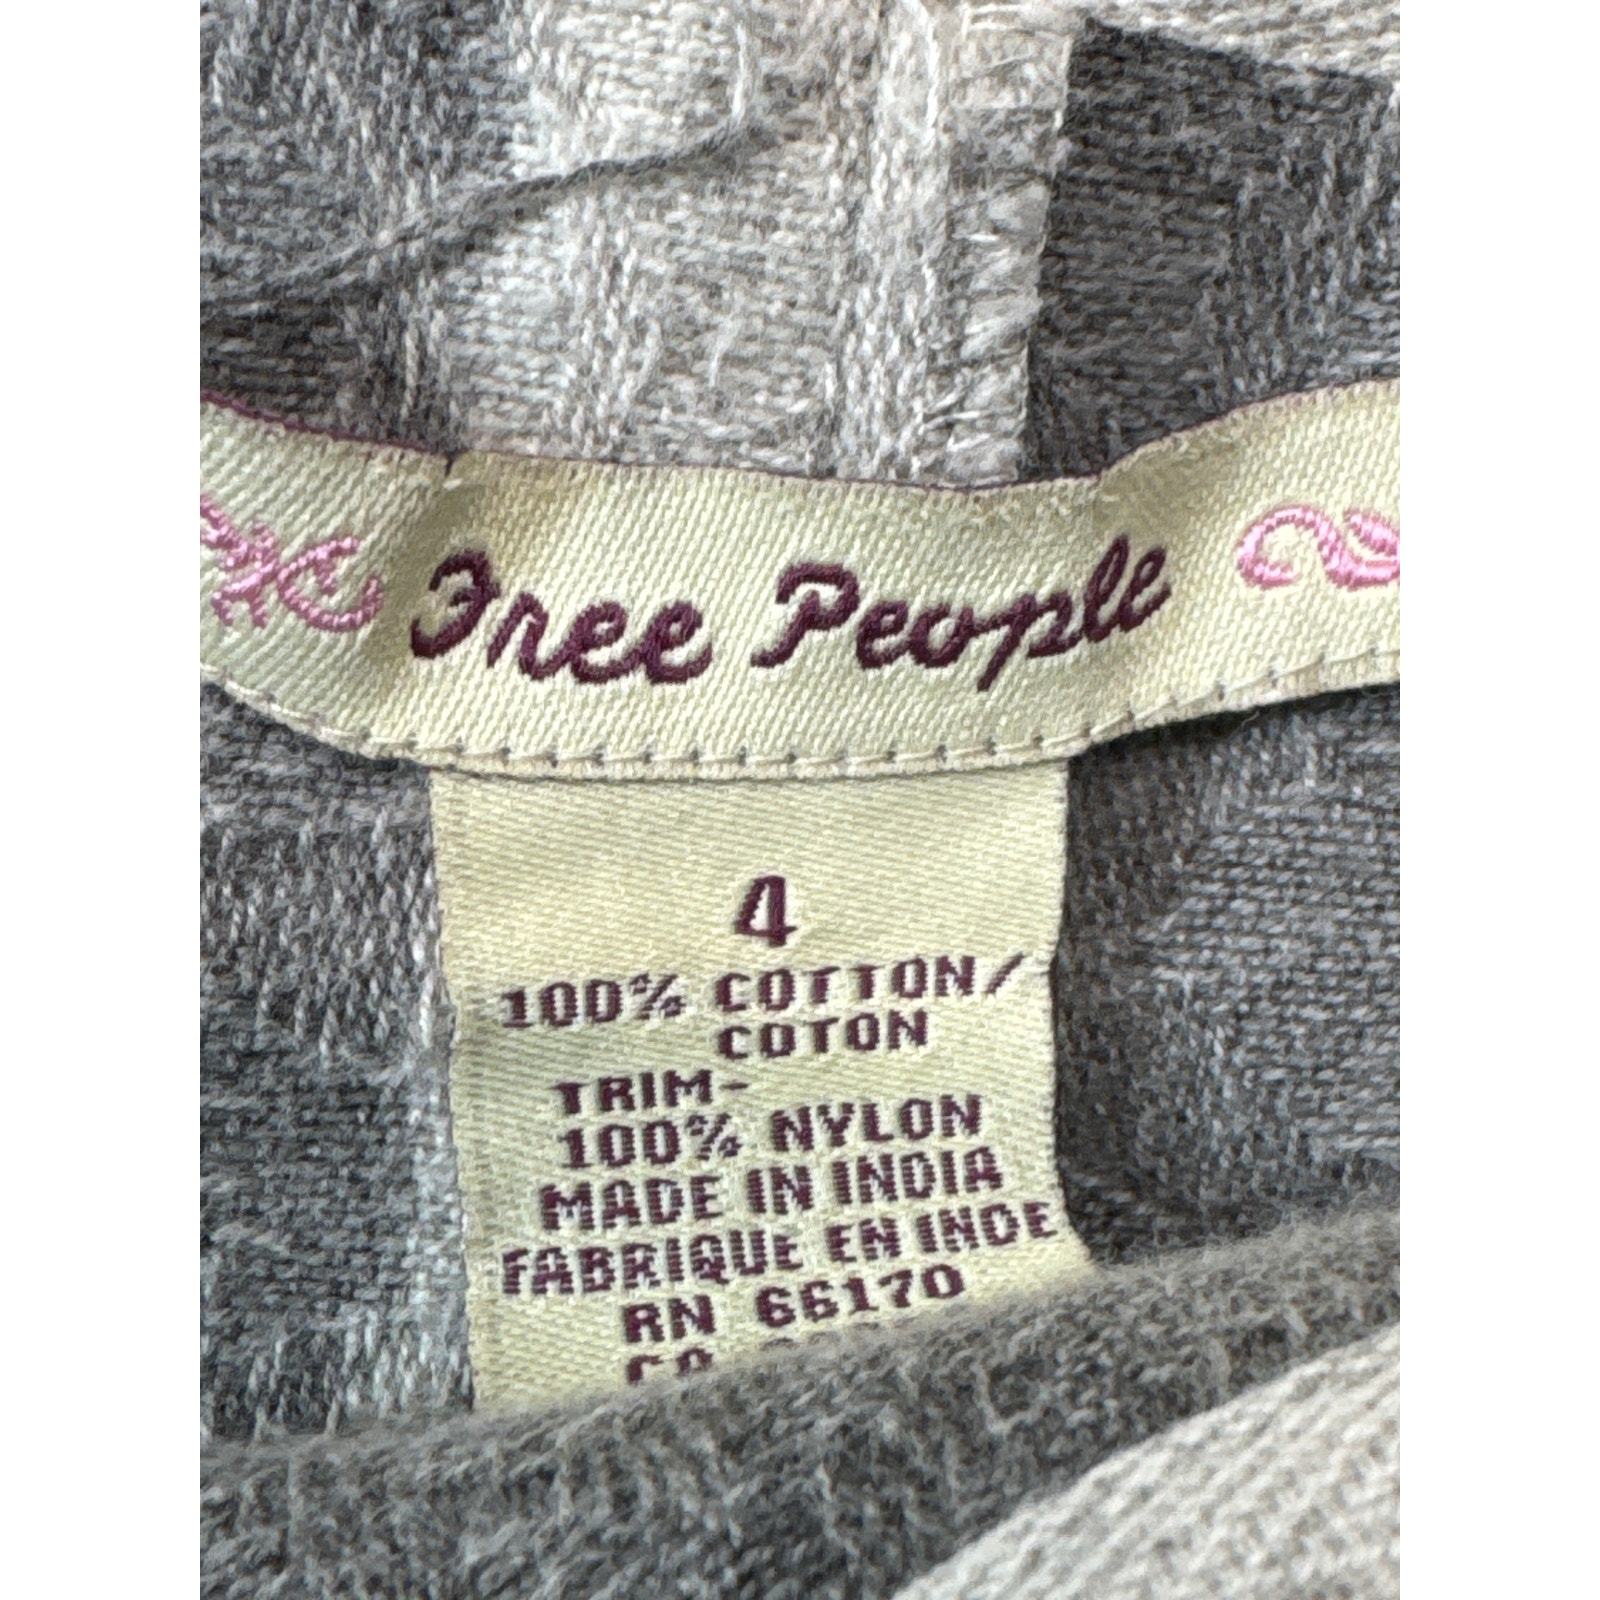 Free People
4
100% COTTON/
COTON
TRIM-
100% NYLON
MADE IN INDIA
FABRIQUE EN INDE
RN 66170